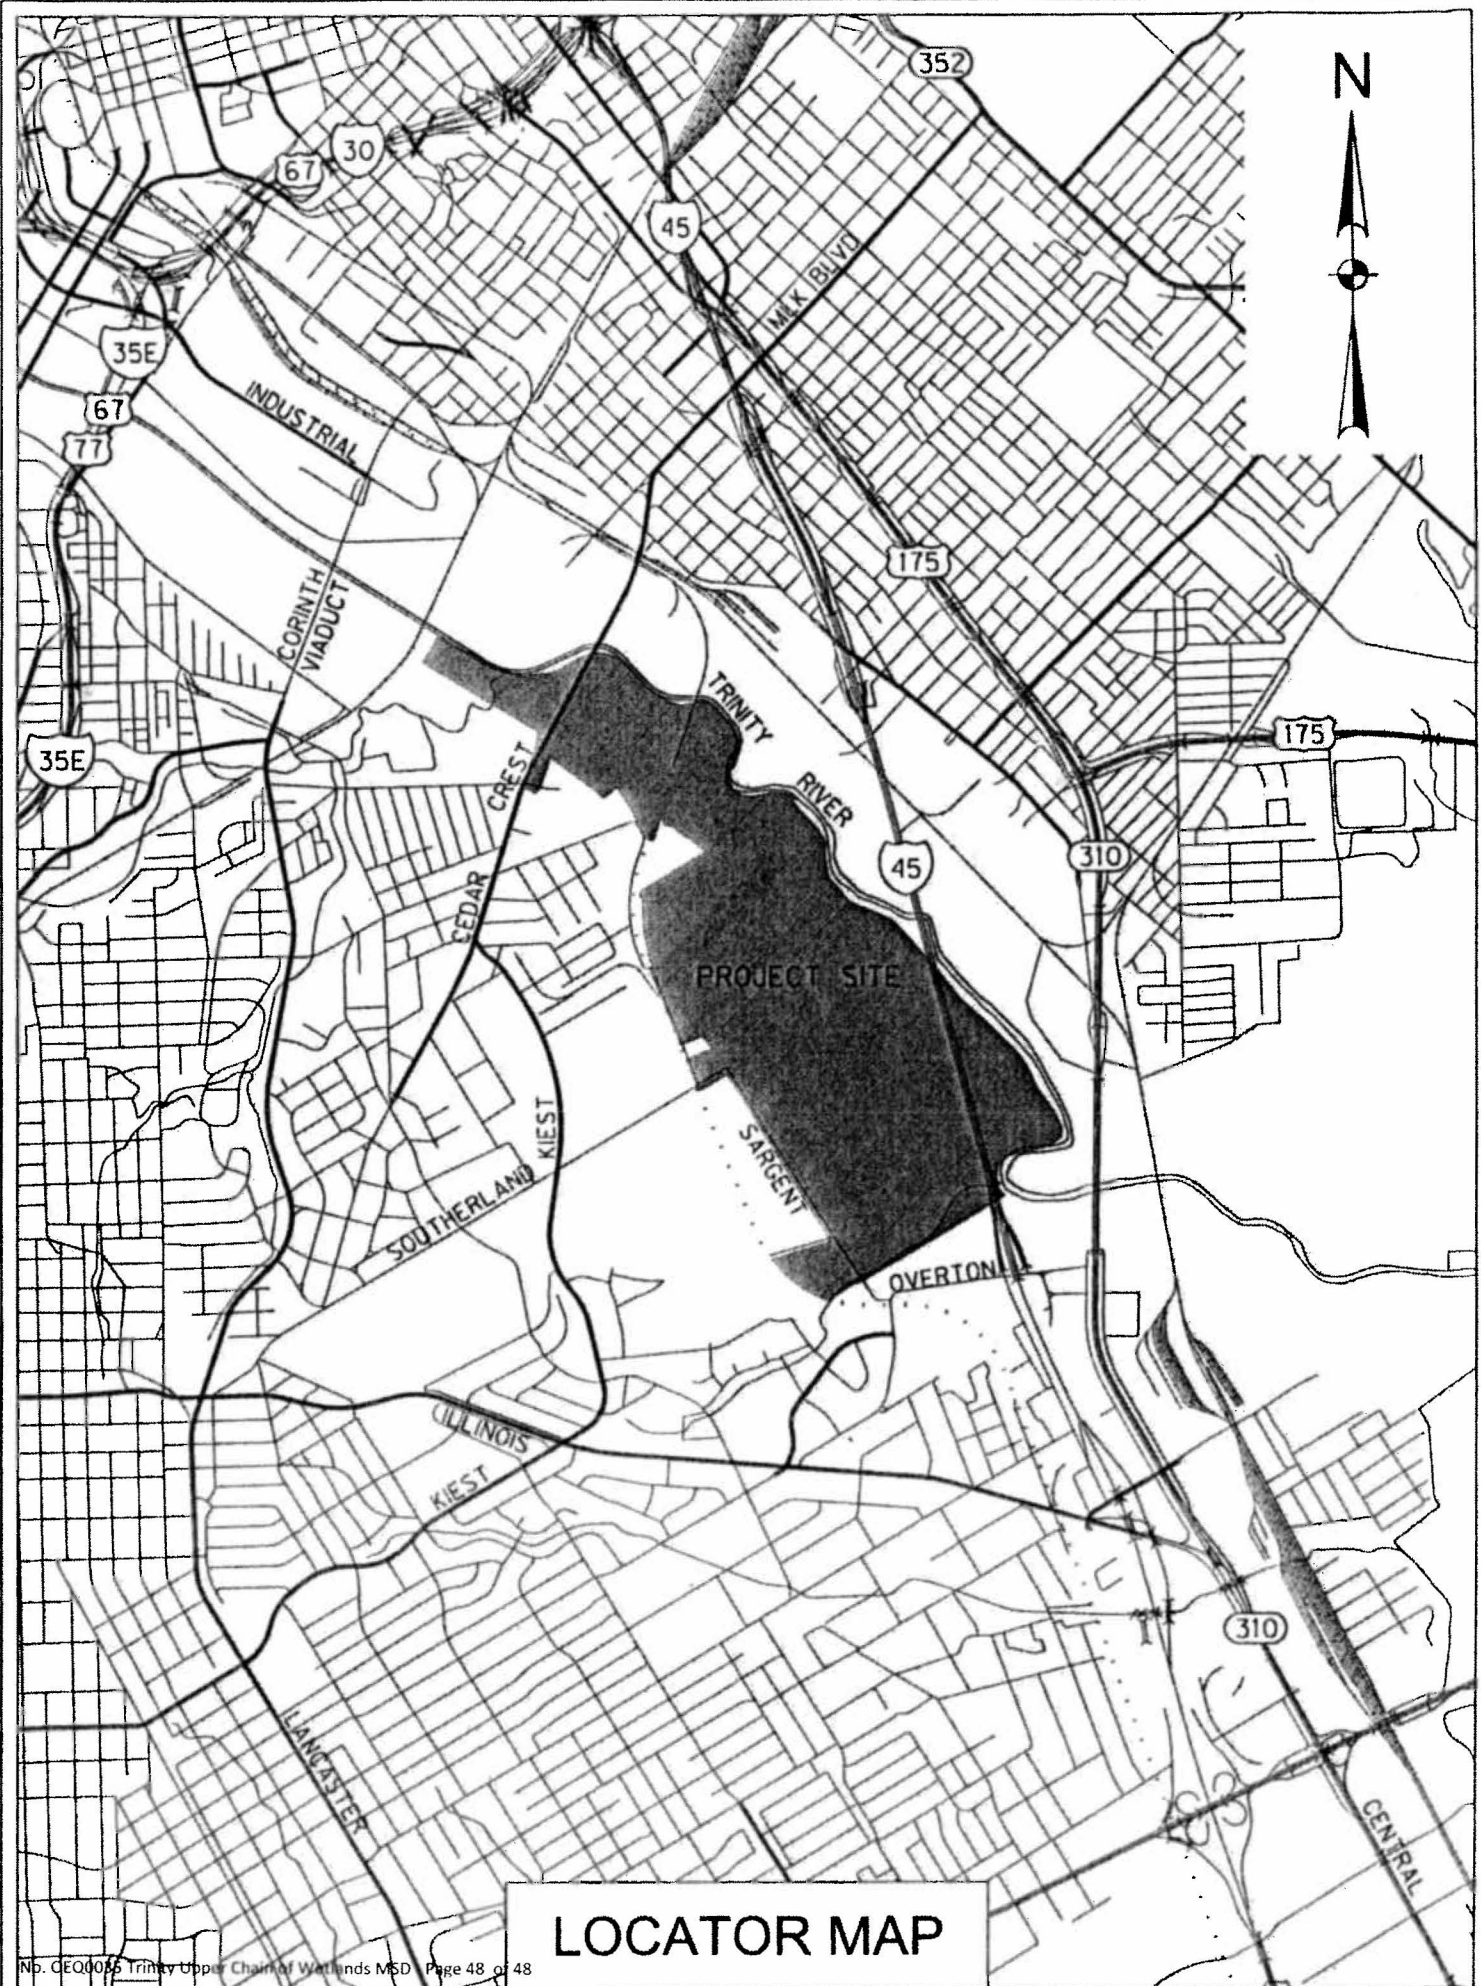 352
N
30
67
45
MLK BLVD
35E
INDUSTRIAL
67
77
175
CORINTH
VIADUCT
TRINITY
175
35E
CREST
RIVER
310
45
CEDAR
PROJECT SITE
KIEST
SARGENT
SOUTHERLAND
OVERTON
ILLINOIS
KIEST
310
LANCASTER
CENTRAL
LOCATOR MAP
No. CEQ0035 Trinity Upper Chain of Wetlands MSD Page 48 of 48